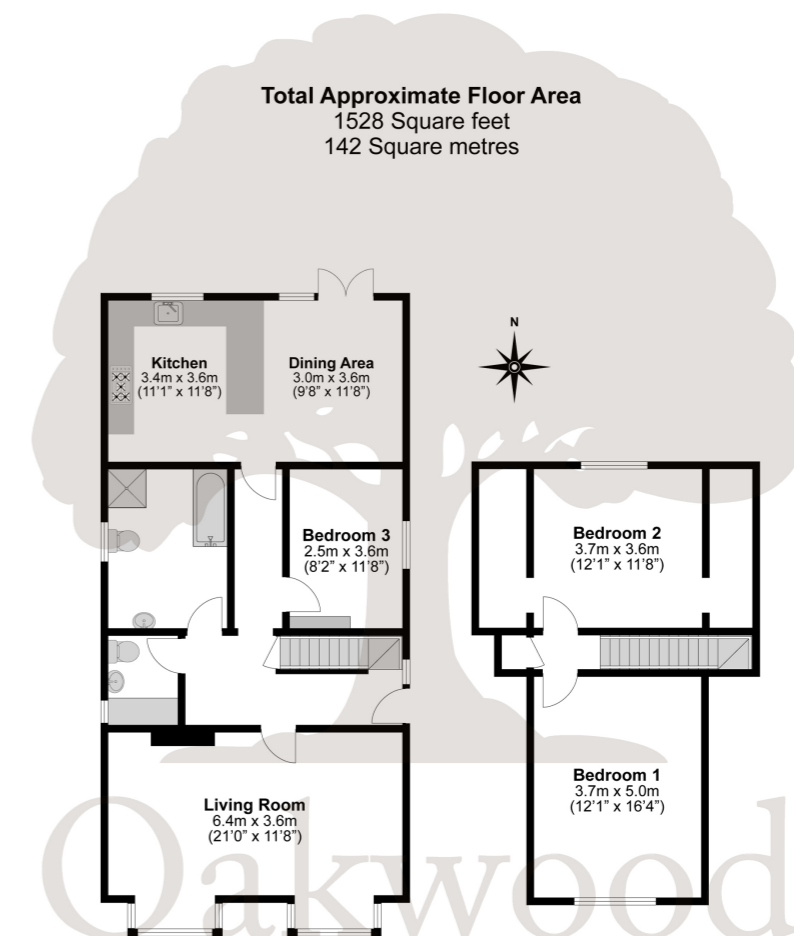 Total Approximate Floor Area
1528 Square feet
142 Square metres
N
Kitchen
3.4m x 3.6m
(11’1” x 11’8”)
Dining Area
3.0m x 3.6m
(9’8” x 11’8”)
Bedroom 3
2.5m x 3.6m
(8’2” x 11’8”)
Bedroom 2
3.7m x 3.6m
(12’1” x 11’8”)
Living Room
6.4m x 3.6m
(21’0” x 11’8”)
Bedroom 1
3.7m x 5.0m
(12’1” x 16’4”)
Oakwood